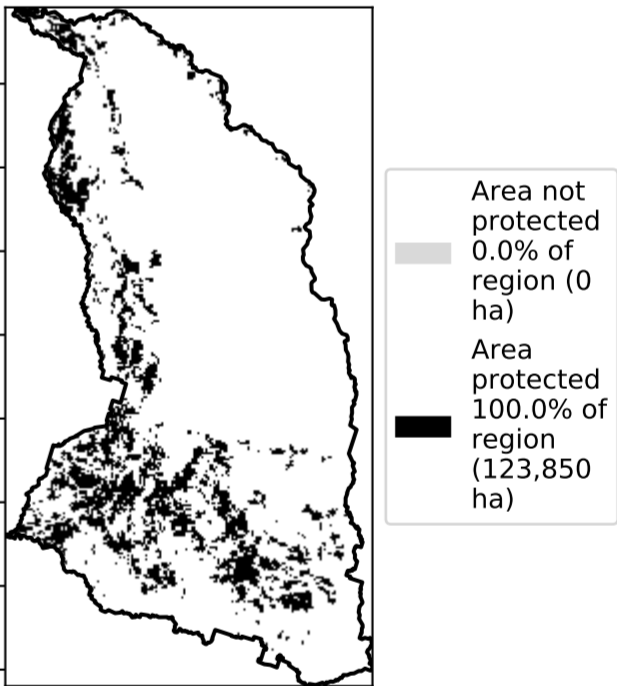 Area not
protected
0.0% of
region (0
ha)
Area
protected
100.0% of
region
(123,850
ha)